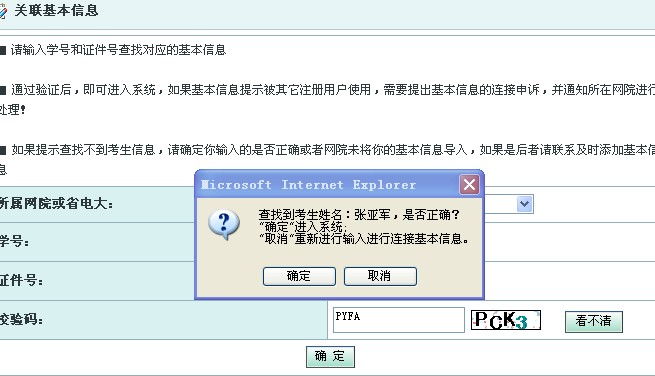 关联基本信息
■ 请输入学号和证件号查找对应的基本信息
■ 通过验证后，即可进入系统，如果基本信息提示被其它注册用户使用，需要提出基本信息的连接申诉，并通知所在网院进行
处理！
■ 如果提示查找不到考生信息，请确定你输入的是否正确或者网院未将你的基本信息导入，如果是后者请联系及时添加基本信
息
所属网院或省电大：
学号：
证件号：
校验码：
PYFA
PCK3
看不清
确 定
Microsoft Internet Explorer
查找到考生姓名：张亚军，是否正确？
"确定"进入系统;
"取消"重新进行输入进行连接基本信息。
确定
取消